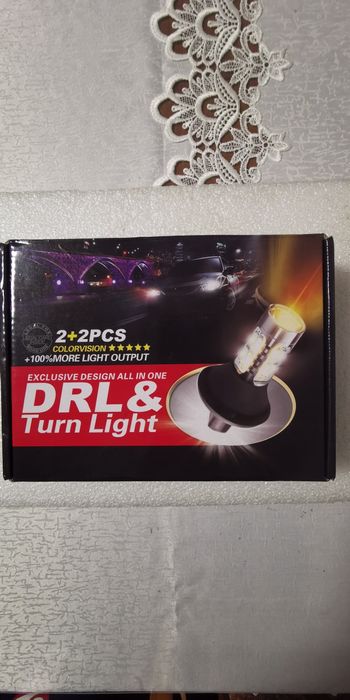 2+2PCS
COLORVISION ★★★★★
+100%MORE LIGHT OUTPUT
EXCLUSIVE DESIGN ALL IN ONE
DRL&
Turn Light